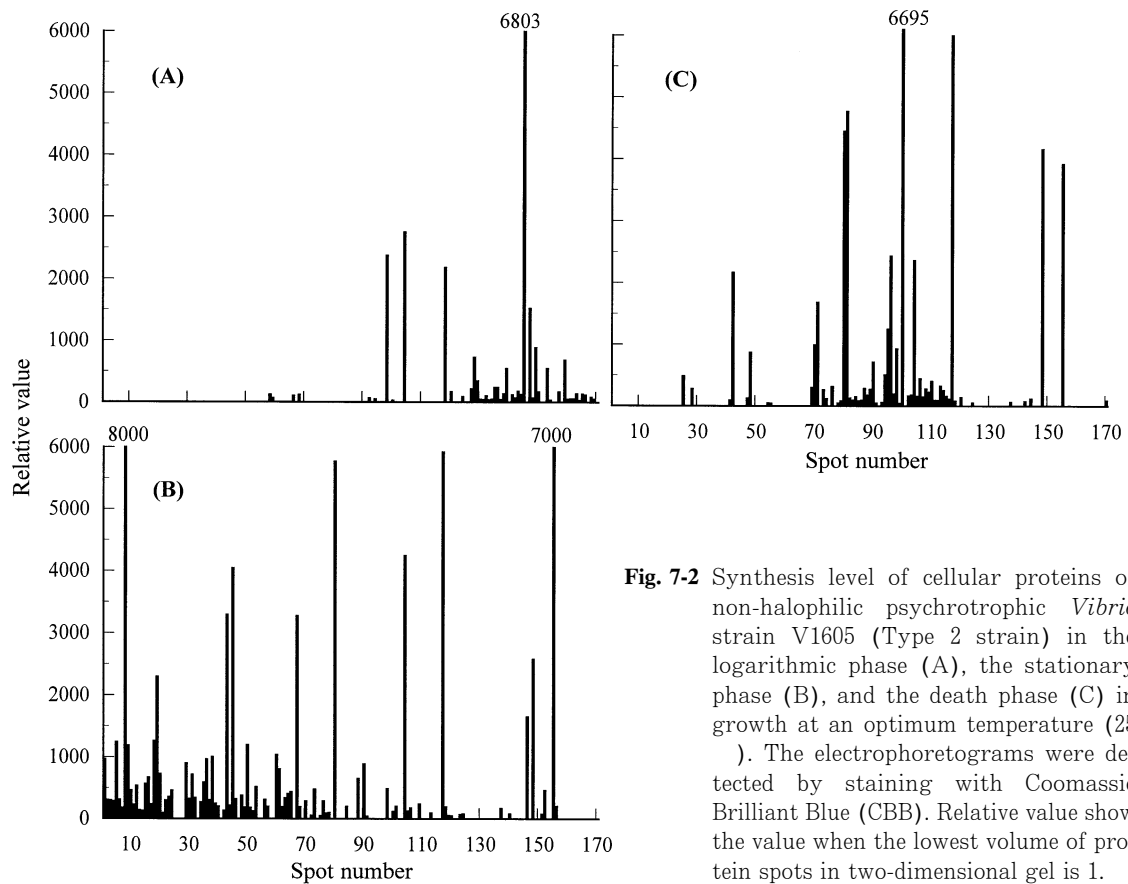 6803
6000
5000
4000
3000
2000
1000
0
(A)
6695
(C)
10 30 50 70 90 110 130 150 170
Spot number
Relative value
8000
7000
6000
5000
4000
3000
2000
1000
0
(B)
10 30 50 70 90 110 130 150 170
Spot number
Fig. 7-2 Synthesis level of cellular proteins o
non-halophilic psychrotrophic Vibrio
strain V1605 (Type 2 strain) in the
logarithmic phase (A), the stationary
phase (B), and the death phase (C) in
growth at an optimum temperature (25
). The electrophoretograms were de
tected by staining with Coomassie
Brilliant Blue (CBB). Relative value show
the value when the lowest volume of pro
tein spots in two-dimensional gel is 1.